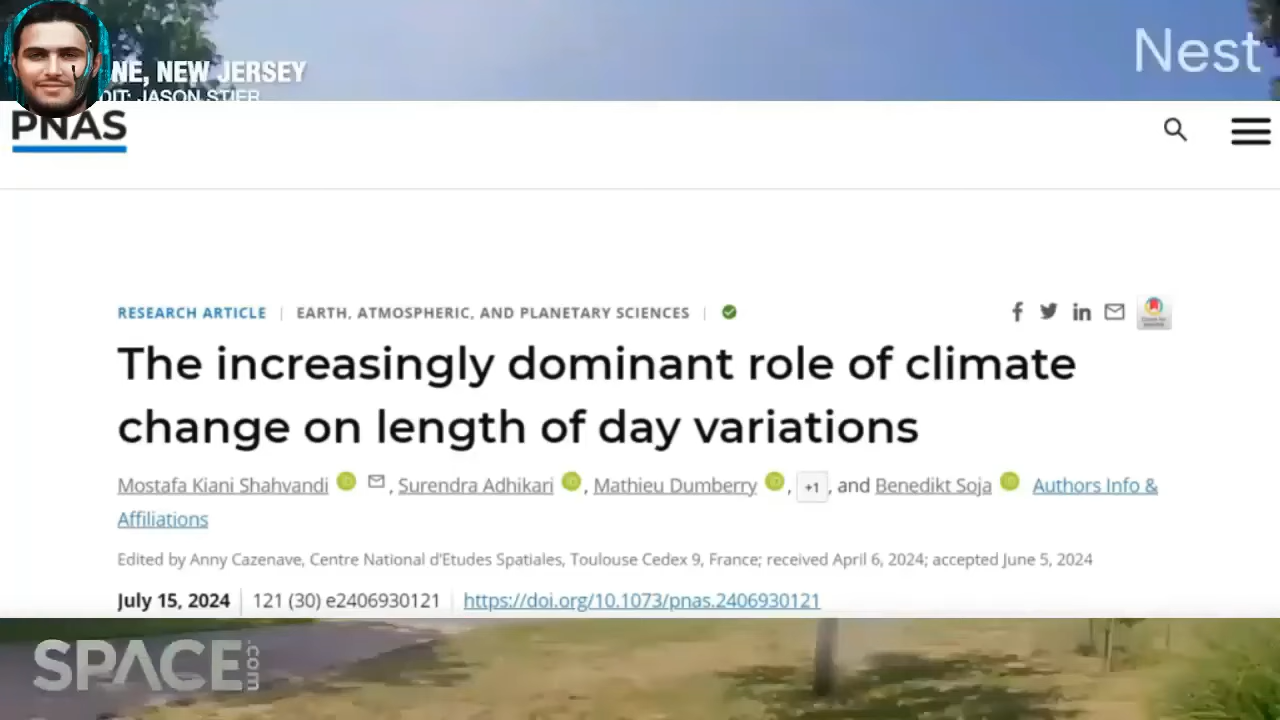 Nest
NE, NEW JERSEY
DIT: JASON STIER
PNAS
RESEARCH ARTICLE | EARTH, ATMOSPHERIC, AND PLANETARY SCIENCES |
The increasingly dominant role of climate
change on length of day variations
Mostafa Kiani Shahvandi, Surendra Adhikari, Mathieu Dumberry, +1, and Benedikt Soja Authors Info &
Affiliations
Edited by Anny Cazenave, Centre National d'Etudes Spatiales, Toulouse Cedex 9, France; received April 6, 2024; accepted June 5, 2024
July 15, 2024 | 121 (30) e2406930121 | https://doi.org/10.1073/pnas.2406930121
SPACE.com